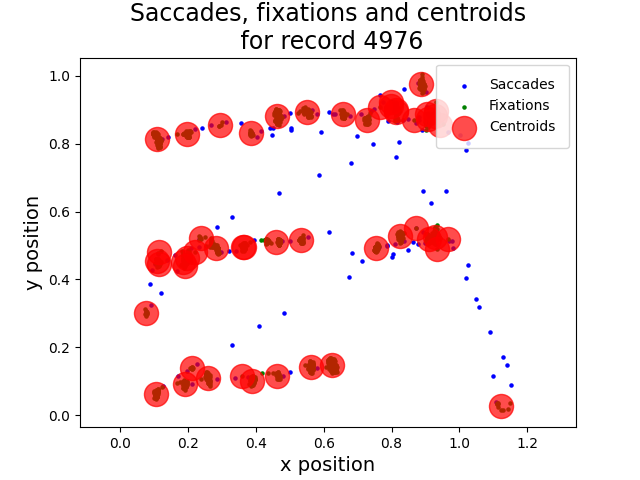 Saccades, fixations and centroids
for record 4976
Saccades
Fixations
Centroids
y position
1.0
0.8
0.6
0.4
0.2
0.0
0.0 0.2 0.4 0.6 0.8 1.0 1.2
x position